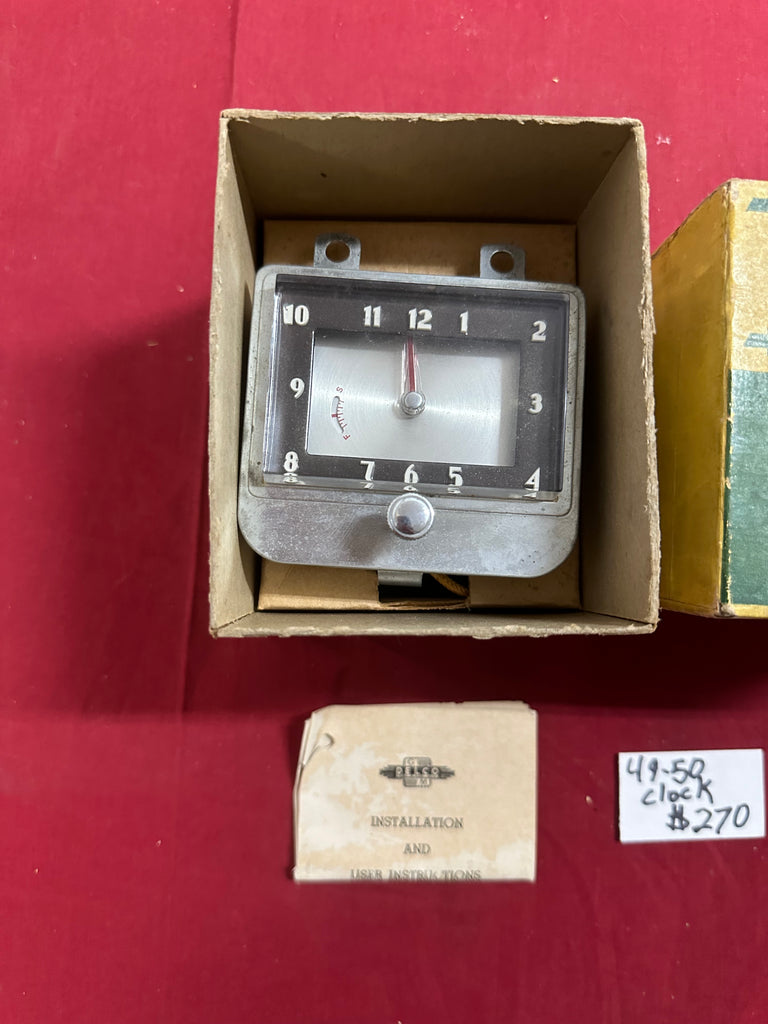 10 11 12 1 2
9 3
8 7 6 5 4
S
F
DELCO
INSTALLATION
AND
USER INSTRUCTIONS
49-50
clock
$270